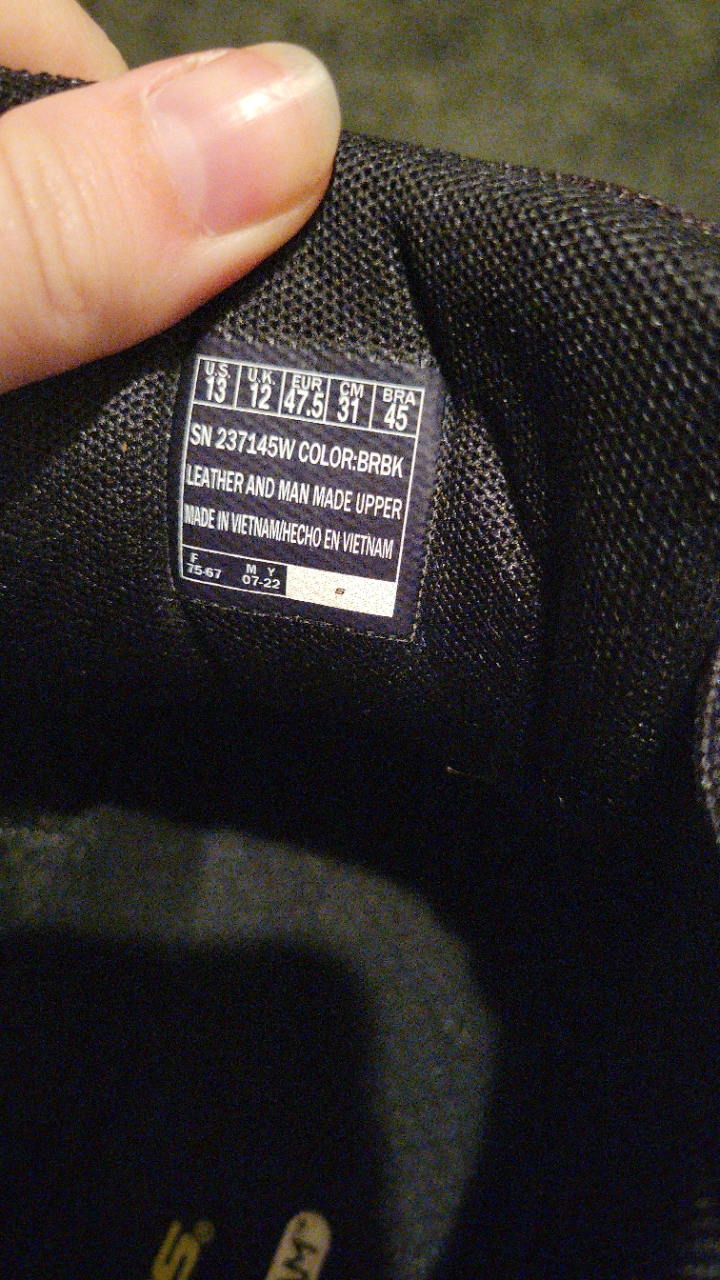 U.S. U.K. EUR CM BRA
13 12 47.5 31 45
SN 237145W COLOR:BRBK
LEATHER AND MAN MADE UPPER
MADE IN VIETNAM/HECHO EN VIETNAM
F M Y
75-67 07-22
S®
AM™